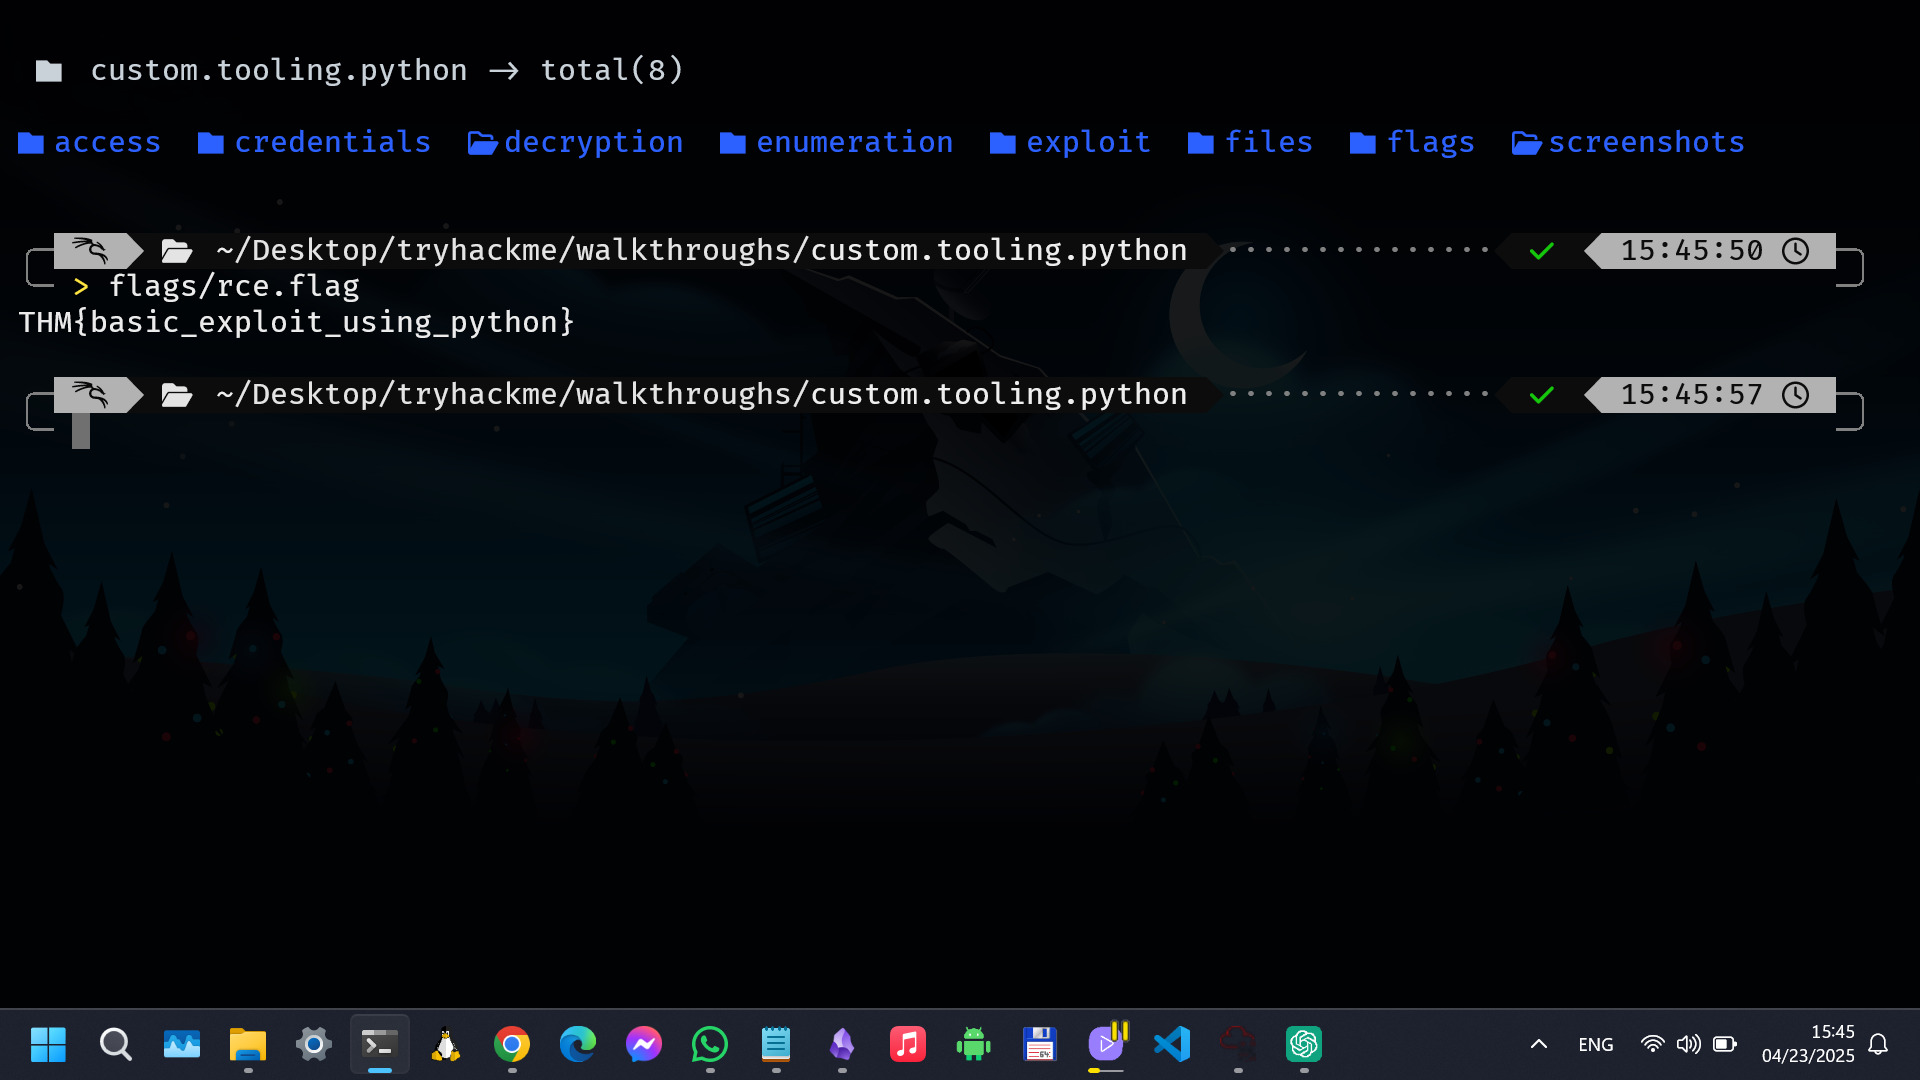 custom.tooling.python → total(8)
access credentials decryption enumeration exploit files flags screenshots
~/Desktop/tryhackme/walkthroughs/custom.tooling.python 15:45:50
> flags/rce.flag
THM{basic_exploit_using_python}
~/Desktop/tryhackme/walkthroughs/custom.tooling.python 15:45:57
ENG
15:45
04/23/2025